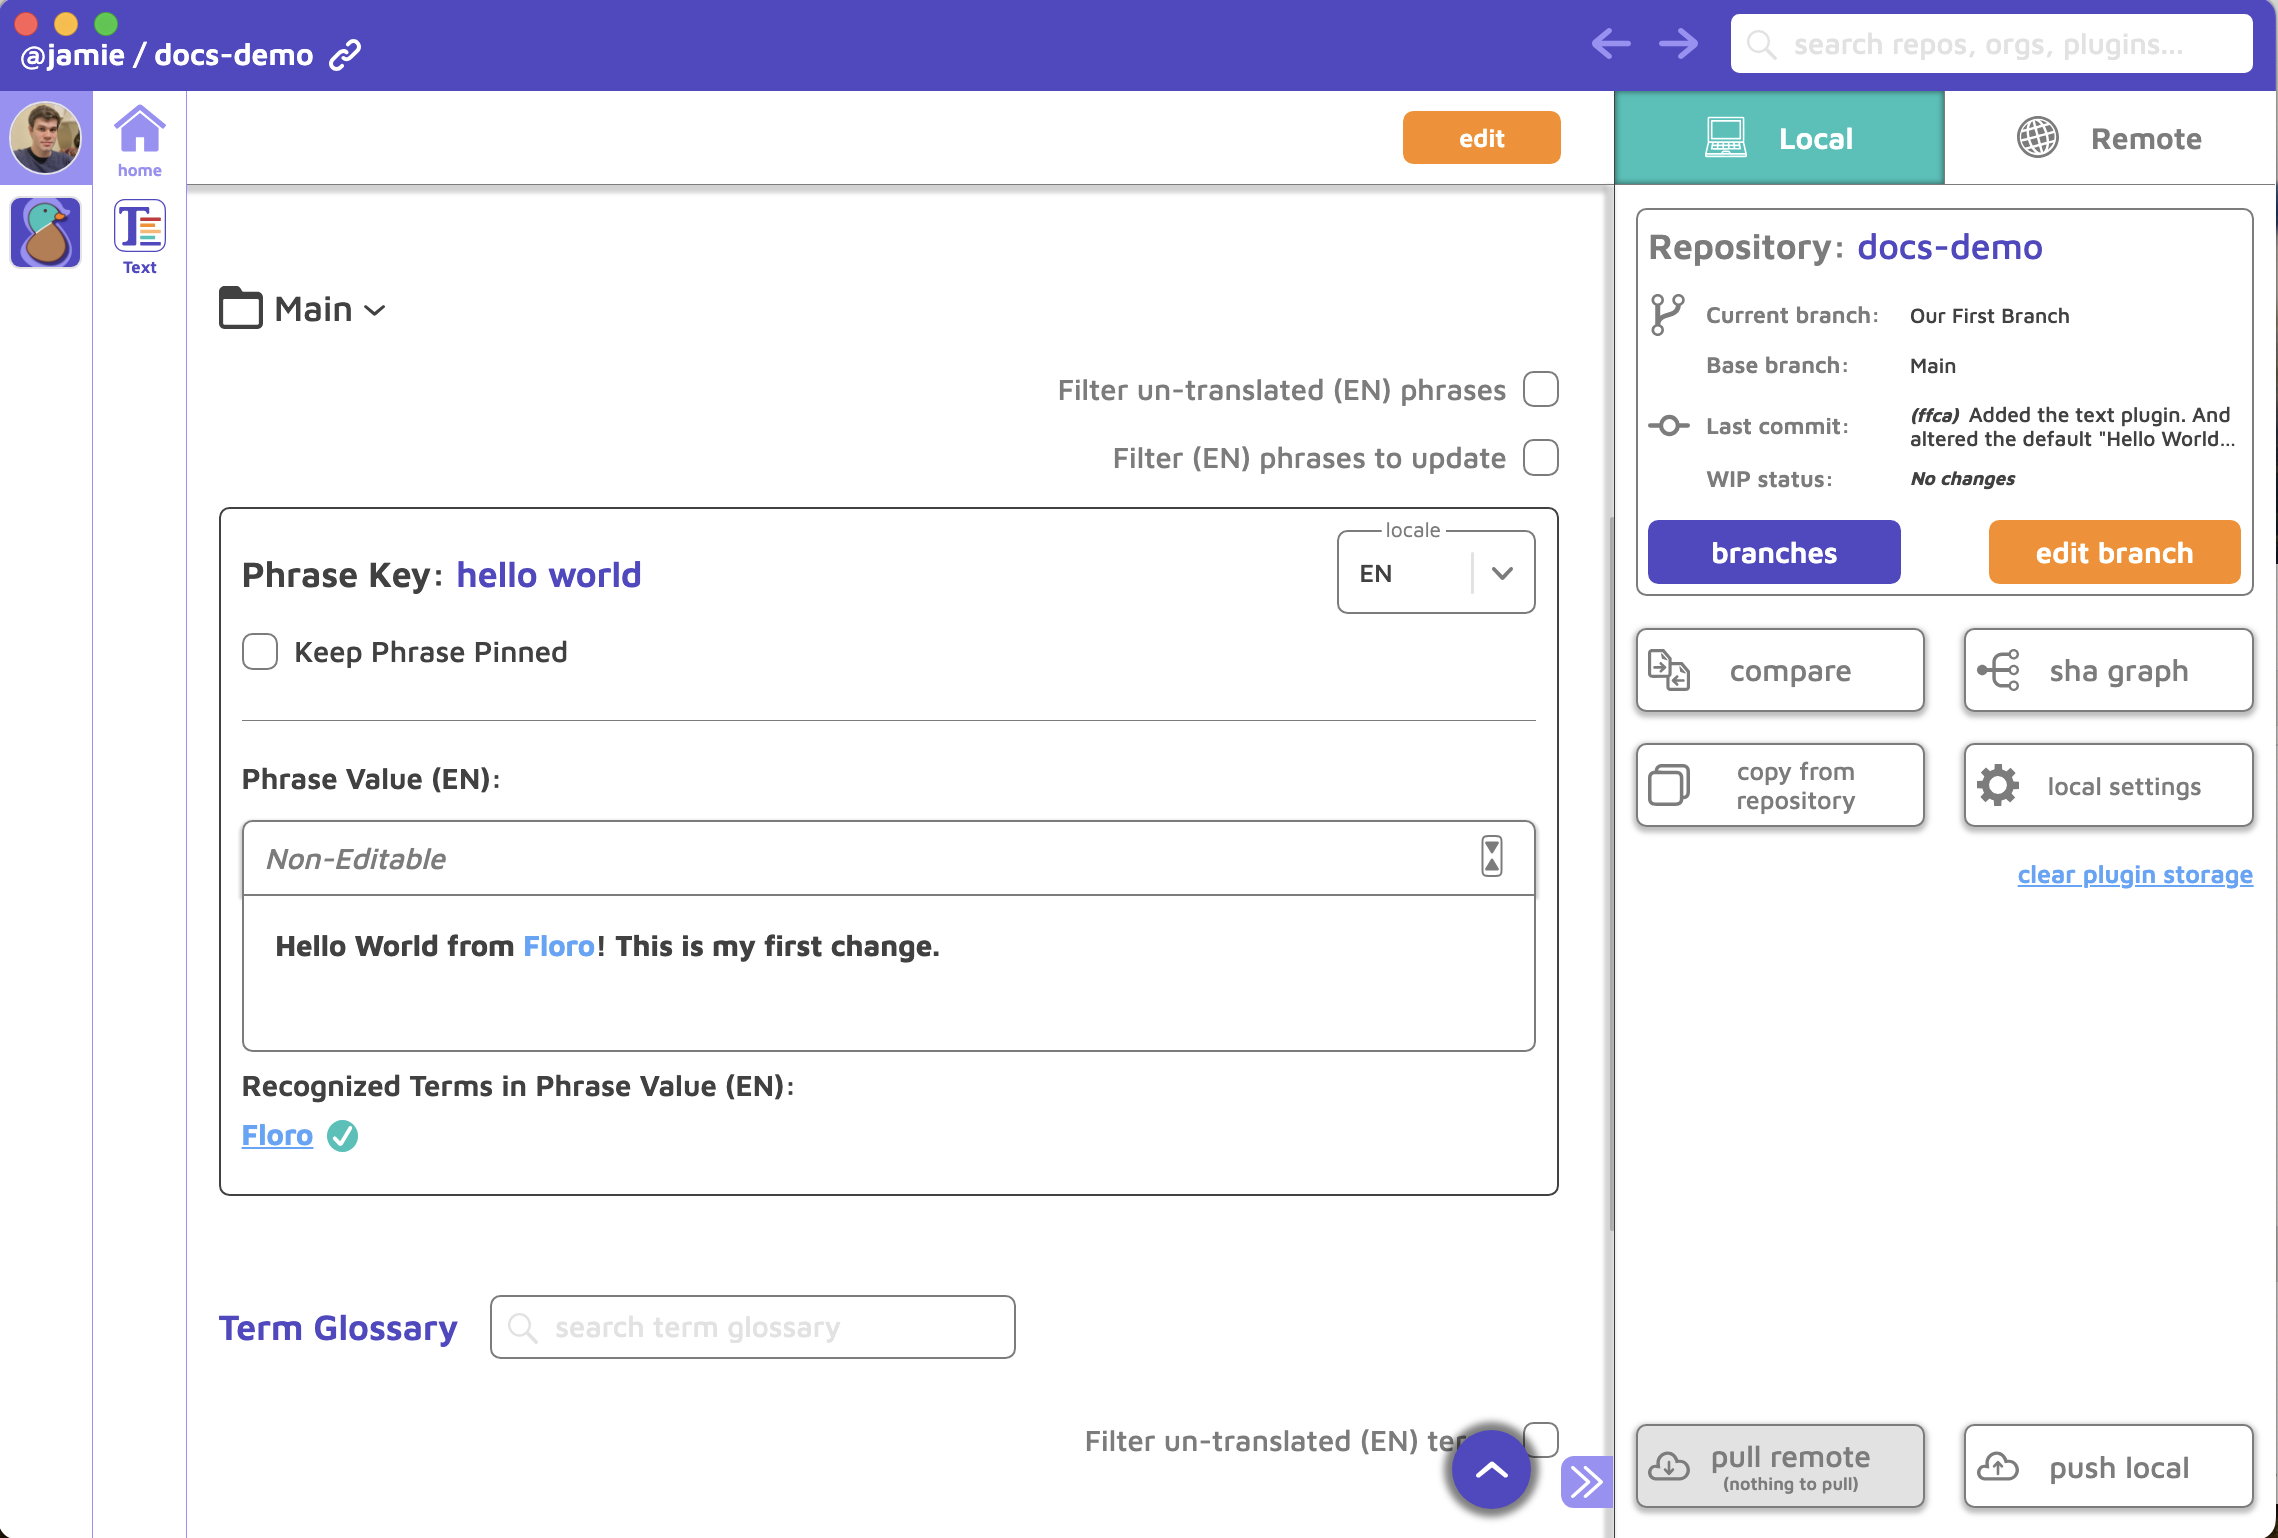 @jamie / docs-demo
search repos, orgs, plugins...
home
Text
edit
Local
Remote
Main
Filter un-translated (EN) phrases
Filter (EN) phrases to update
Phrase Key: hello world
locale
EN
Keep Phrase Pinned
Phrase Value (EN):
Non-Editable
Hello World from Floro! This is my first change.
Recognized Terms in Phrase Value (EN):
Floro
Term Glossary
search term glossary
Filter un-translated (EN)
Repository: docs-demo
Current branch: Our First Branch
Base branch: Main
Last commit: (ffca) Added the text plugin. And
altered the default "Hello World...
WIP status: No changes
branches
edit branch
compare
sha graph
copy from
repository
local settings
clear plugin storage
pull remote
(nothing to pull)
push local